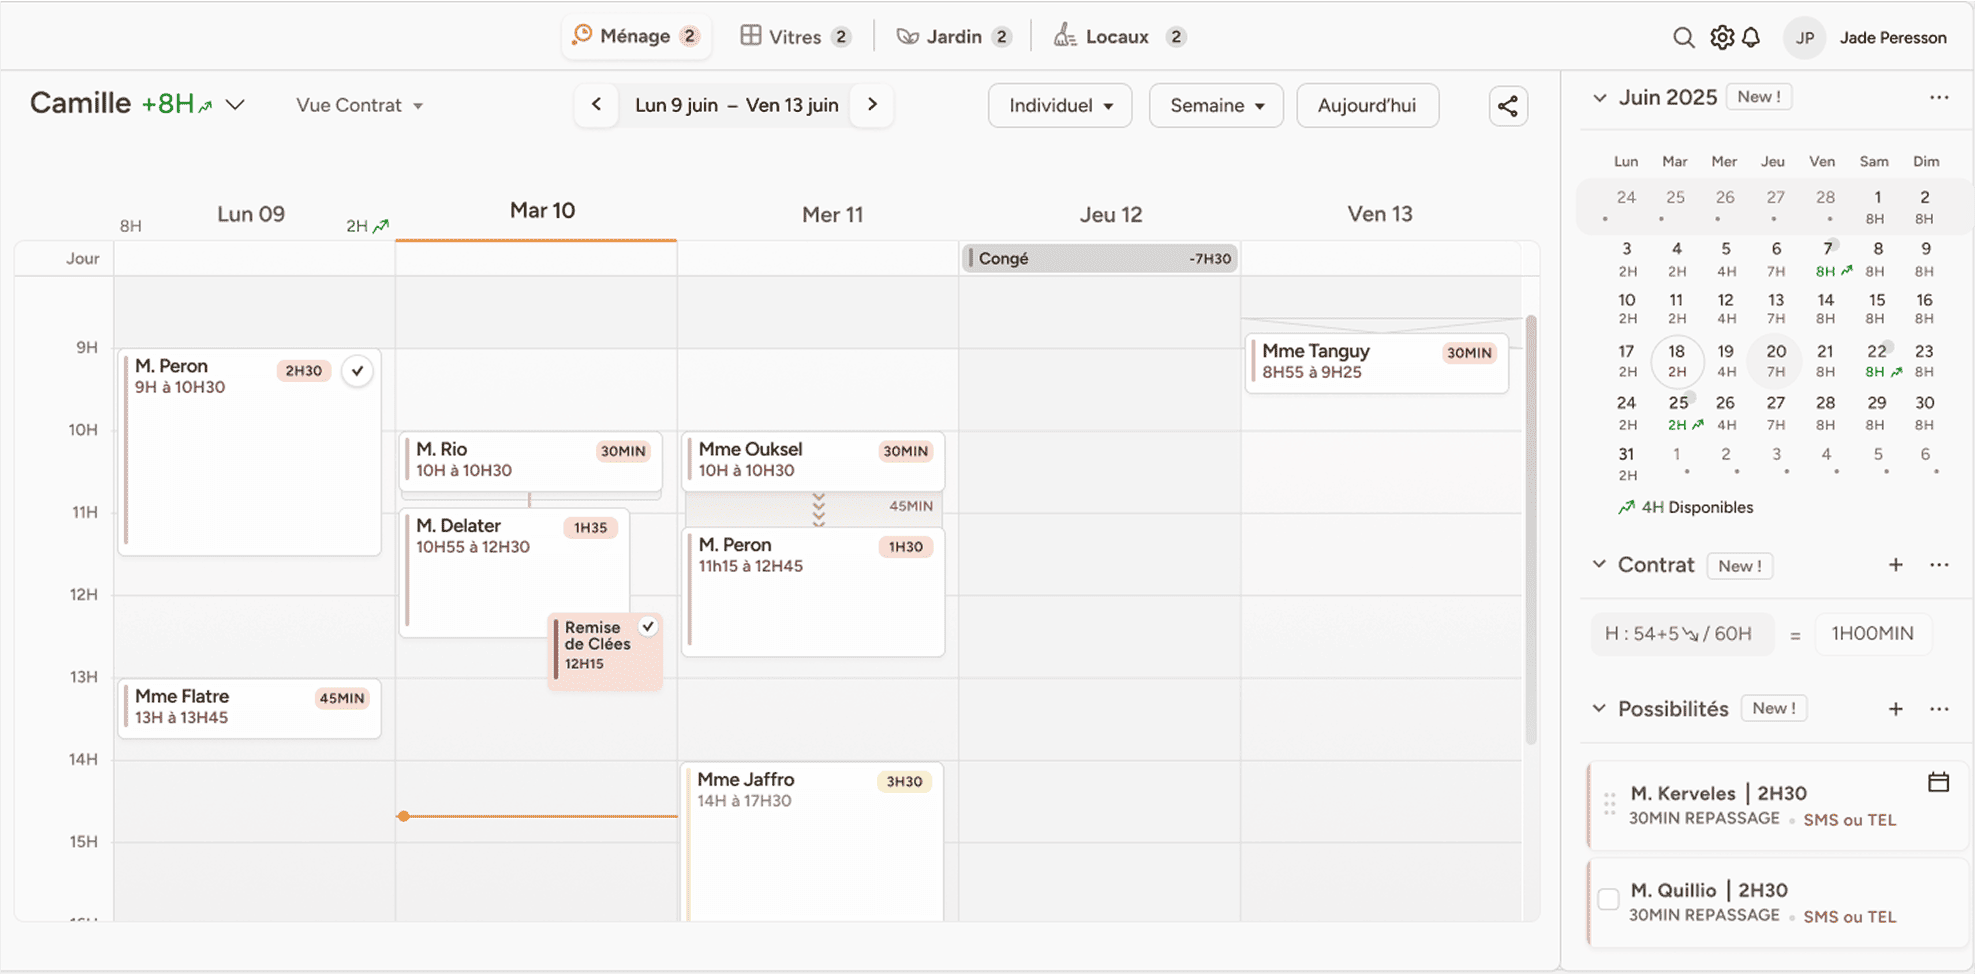 Ménage 2 Vitres 2 Jardin 2 Locaux 2 JP Jade Peresson
Camille +8H Vue Contrat Lun 9 juin – Ven 13 juin Individuel Semaine Aujourd'hui
8H Lun 09 2H Mar 10 Mer 11 Jeu 12 Ven 13
Jour
Congé -7H30
9H
10H
11H
12H
13H
14H
15H
M. Peron 2H30
9H à 10H30
Mme Flatre 45MIN
13H à 13H45
M. Rio 30MIN
10H à 10H30
M. Delater 1H35
10H55 à 12H30
Remise
de Clées
12H15
Mme Ouksel 30MIN
10H à 10H30
45MIN
M. Peron 1H30
11h15 à 12H45
Mme Jaffro 3H30
14H à 17H30
Mme Tanguy 30MIN
8H55 à 9H25
Juin 2025 New !
Lun Mar Mer Jeu Ven Sam Dim
24 25 26 27 28 1 2
8H 8H
3 4 5 6 7 8 9
2H 2H 4H 7H 8H 8H 8H
10 11 12 13 14 15 16
2H 2H 4H 7H 8H 8H 8H
17 18 19 20 21 22 23
2H 2H 4H 7H 8H 8H 8H
24 25 26 27 28 29 30
2H 2H 4H 7H 8H 8H 8H
31 1 2 3 4 5 6
2H
4H Disponibles
Contrat New !
H : 54+5 / 60H = 1H00MIN
Possibilités New !
M. Kerveles | 2H30
30MIN REPASSAGE SMS ou TEL
M. Quillio | 2H30
30MIN REPASSAGE SMS ou TEL